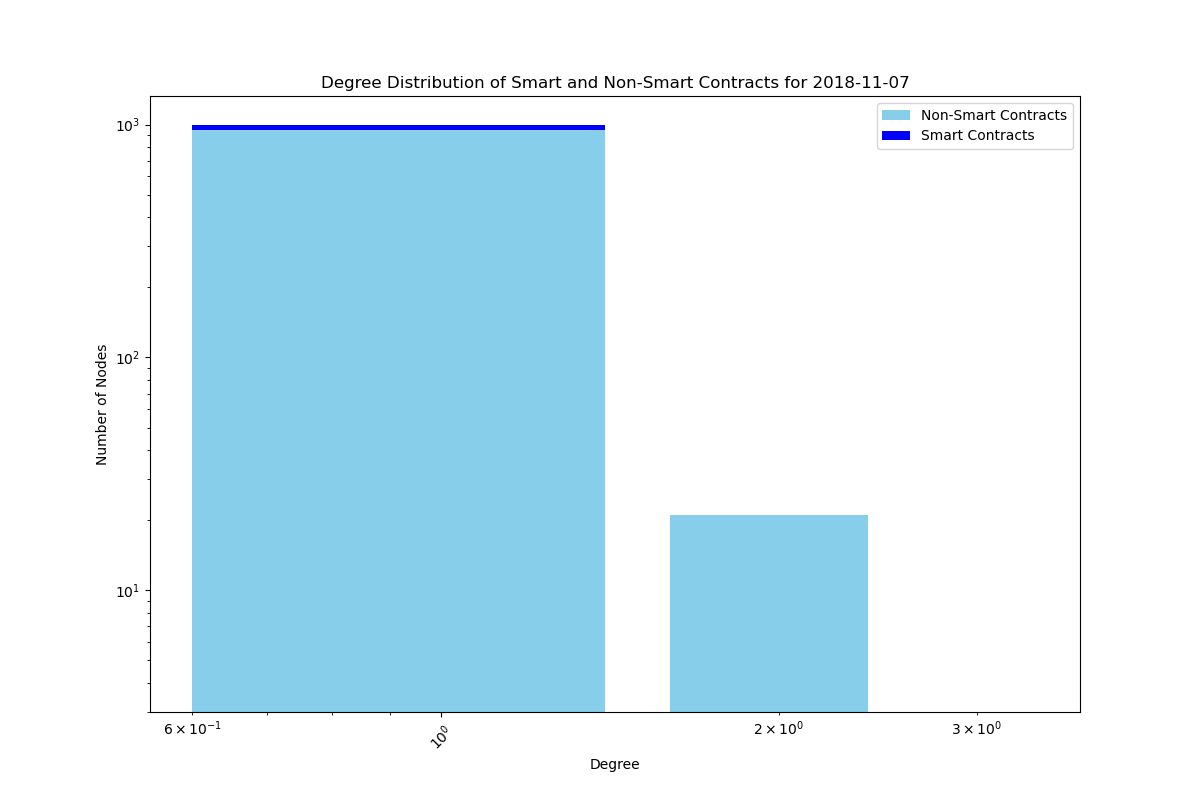 Degree Distribution of Smart and Non-Smart Contracts for 2018-11-07
Non-Smart Contracts
Smart Contracts
Number of Nodes
10³
10²
10¹
6 × 10⁻¹
10⁰
2 × 10⁰
3 × 10⁰
Degree